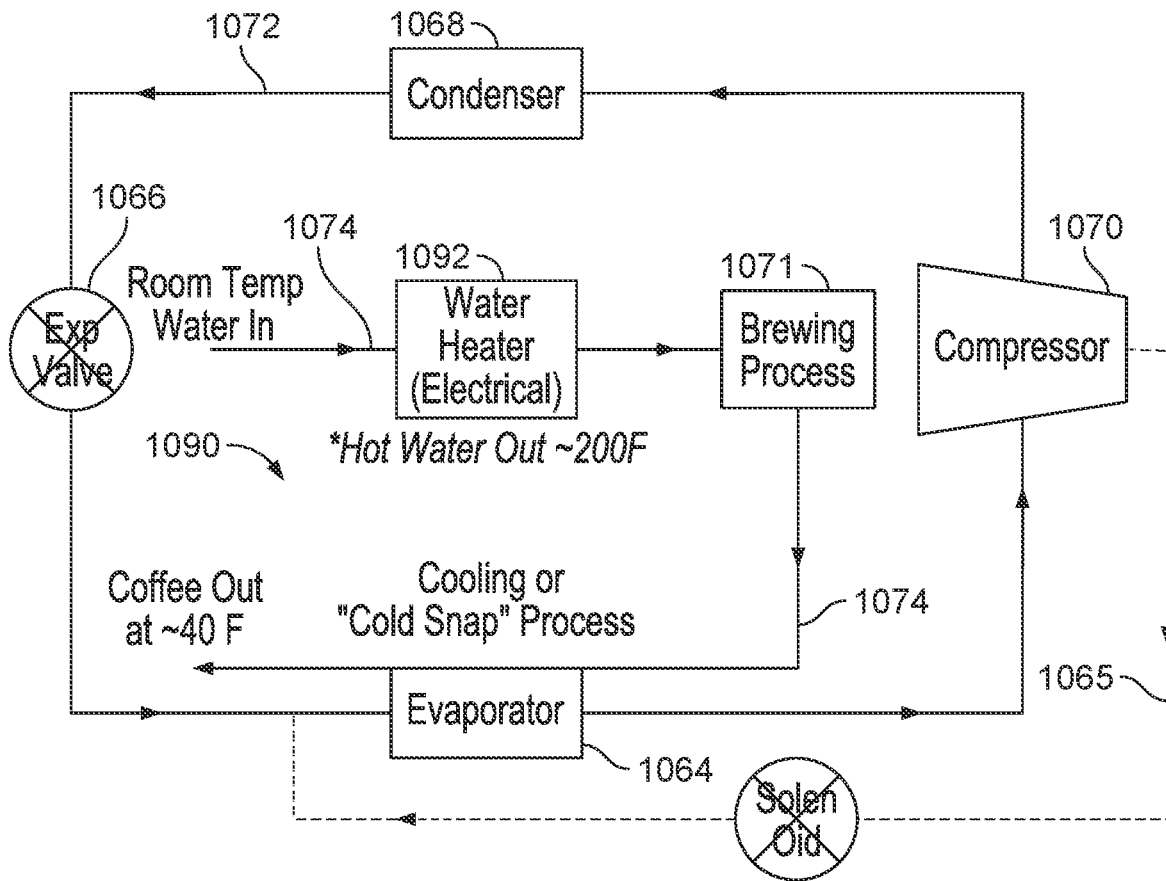 1072
1068
Condenser
1066
1074
1092
1071
1070
Room Temp
Water In
Exp
Valve
Water
Heater
(Electrical)
Brewing
Process
Compressor
1090
*Hot Water Out ~200F
Coffee Out
at ~40 F
Cooling or
"Cold Snap" Process
1074
1065
Evaporator
1064
Solen
Oid